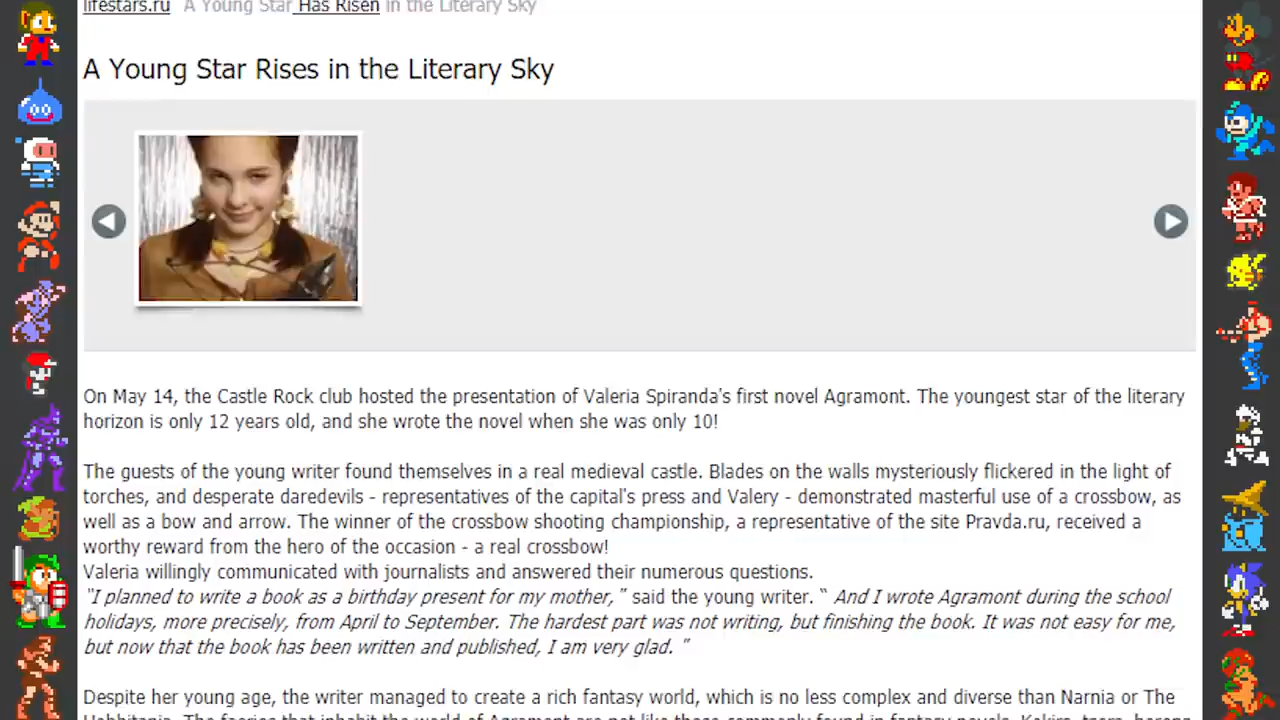 lifestars.ru A Young Star Has Risen in the Literary Sky
A Young Star Rises in the Literary Sky
On May 14, the Castle Rock club hosted the presentation of Valeria Spiranda's first novel Agramont. The youngest star of the literary
horizon is only 12 years old, and she wrote the novel when she was only 10!
The guests of the young writer found themselves in a real medieval castle. Blades on the walls mysteriously flickered in the light of
torches, and desperate daredevils - representatives of the capital's press and Valery - demonstrated masterful use of a crossbow, as
well as a bow and arrow. The winner of the crossbow shooting championship, a representative of the site Pravda.ru, received a
worthy reward from the hero of the occasion - a real crossbow!
Valeria willingly communicated with journalists and answered their numerous questions.
“I planned to write a book as a birthday present for my mother,” said the young writer. “ And I wrote Agramont during the school
holidays, more precisely, from April to September. The hardest part was not writing, but finishing the book. It was not easy for me,
but now that the book has been written and published, I am very glad. ”
Despite her young age, the writer managed to create a rich fantasy world, which is no less complex and diverse than Narnia or The